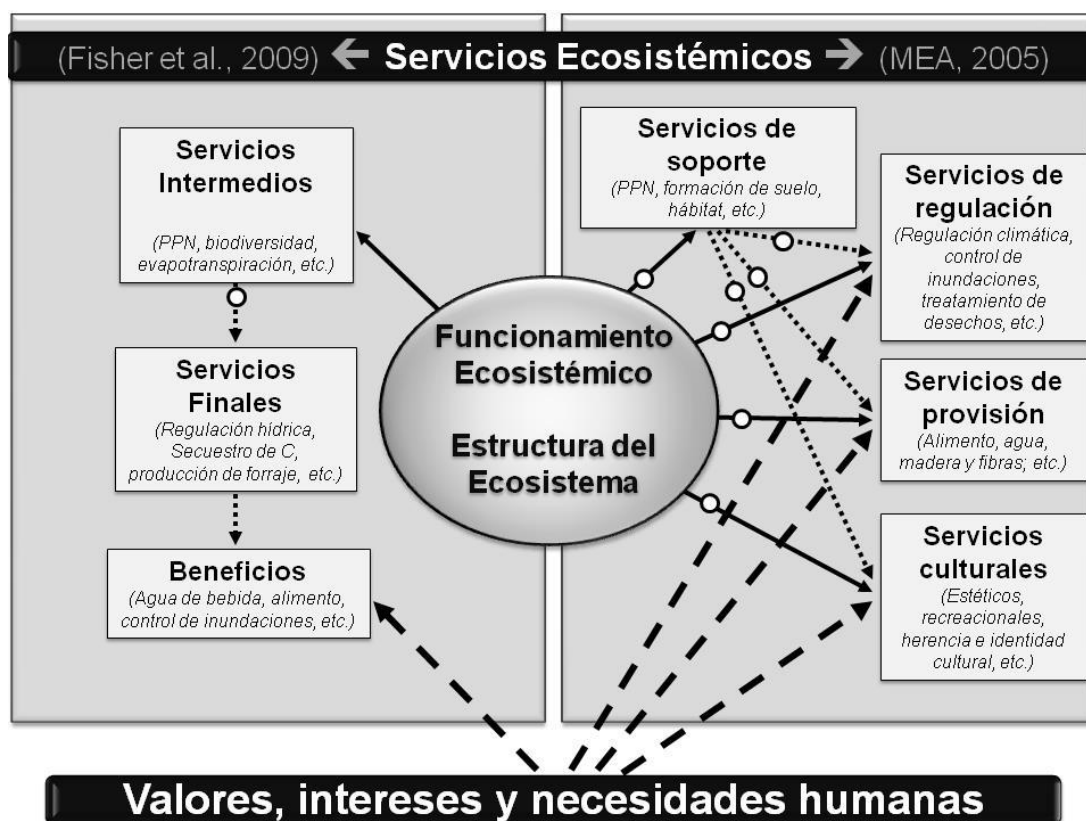 (Fisher et al., 2009) ← Servicios Ecosistémicos → (MEA, 2005)
Servicios
Intermedios
(PPN, biodiversidad,
evapotranspiración, etc.)
Servicios
Finales
(Regulación hídrica,
Secuestro de C,
producción de forraje, etc.)
Beneficios
(Agua de bebida, alimento,
control de inundaciones, etc.)
Funcionamiento
Ecosistémico
Estructura del
Ecosistema
Servicios de
soporte
(PPN, formación de suelo,
hábitat, etc.)
Servicios de
regulación
(Regulación climática,
control de
inundaciones,
tratamiento de
desechos, etc.)
Servicios de
provisión
(Alimento, agua,
madera y fibras; etc.)
Servicios
culturales
(Estéticos,
recreacionales,
herencia e identidad
cultural, etc.)
Valores, intereses y necesidades humanas